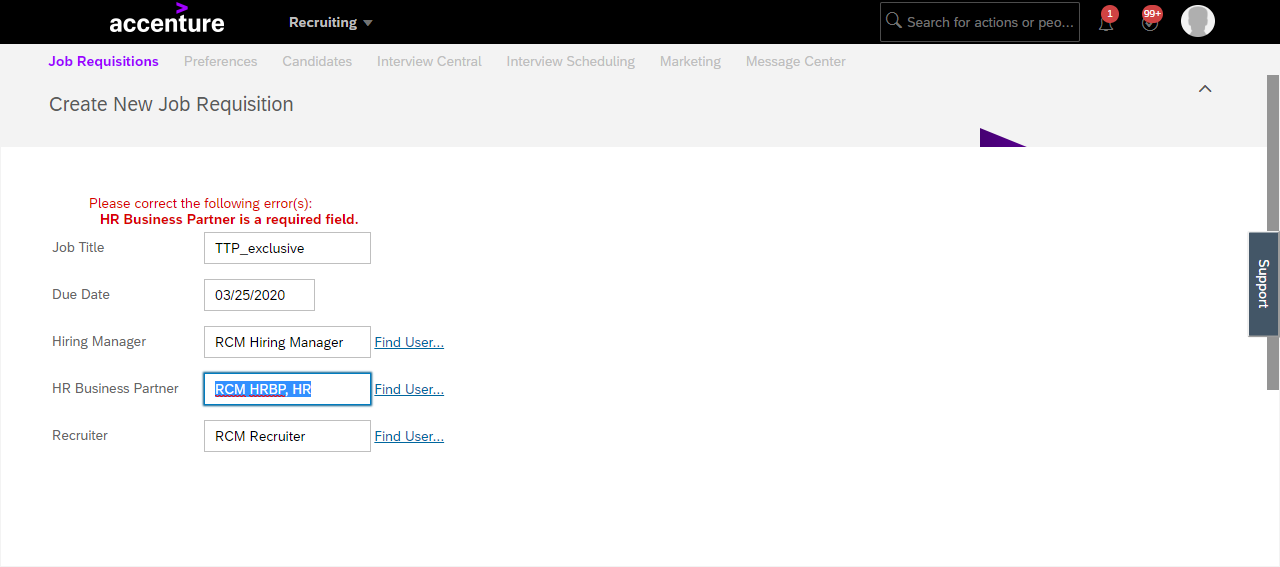 accenture
Recruiting
Search for actions or peo...
1
99+
Job Requisitions Preferences Candidates Interview Central Interview Scheduling Marketing Message Center
Create New Job Requisition
Please correct the following error(s):
HR Business Partner is a required field.
Job Title TTP_exclusive
Due Date 03/25/2020
Hiring Manager RCM Hiring Manager Find User...
HR Business Partner RCM HRBP, HR Find User...
Recruiter RCM Recruiter Find User...
Support